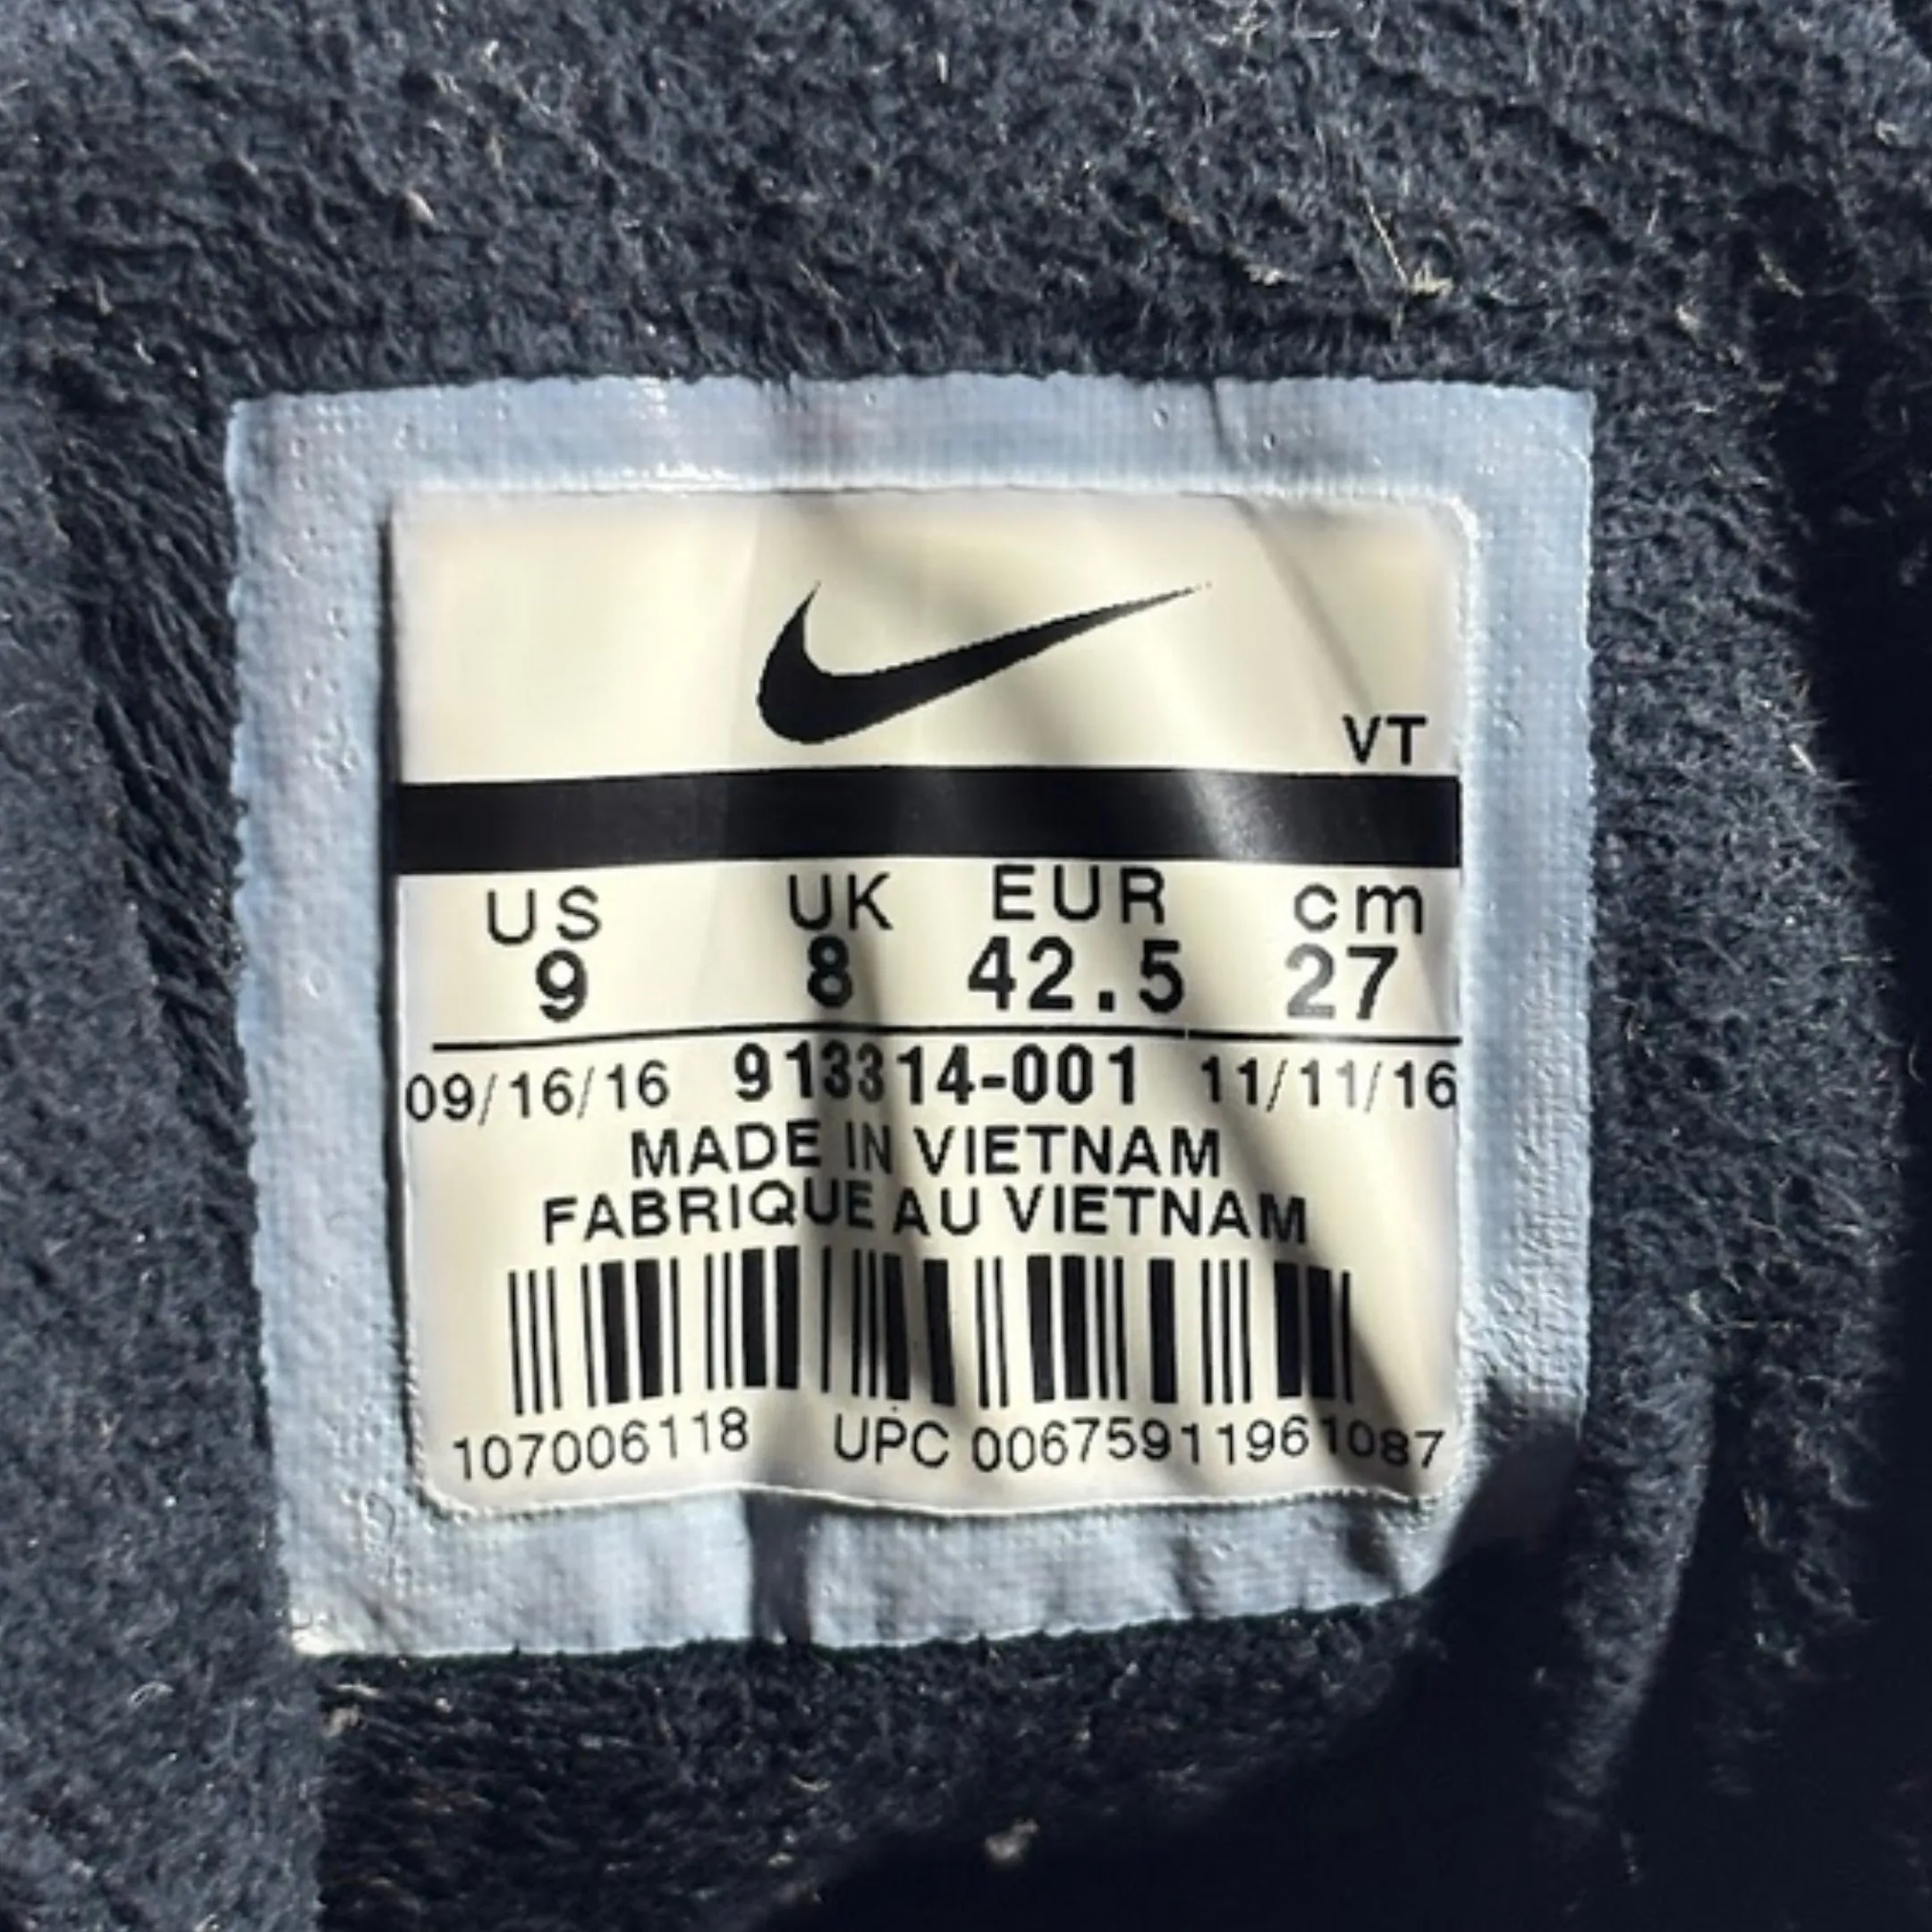 VT
US UK EUR cm
9 8 42.5 27
09/16/16 913314-001 11/11/16
MADE IN VIETNAM
FABRIQUE AU VIETNAM
107006118 UPC 00675911961087